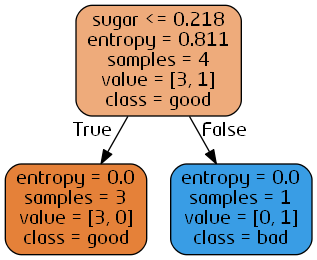 sugar <= 0.218
entropy = 0.811
samples = 4
value = [3, 1]
class = good
True
False
entropy = 0.0
samples = 3
value = [3, 0]
class = good
entropy = 0.0
samples = 1
value = [0, 1]
class = bad